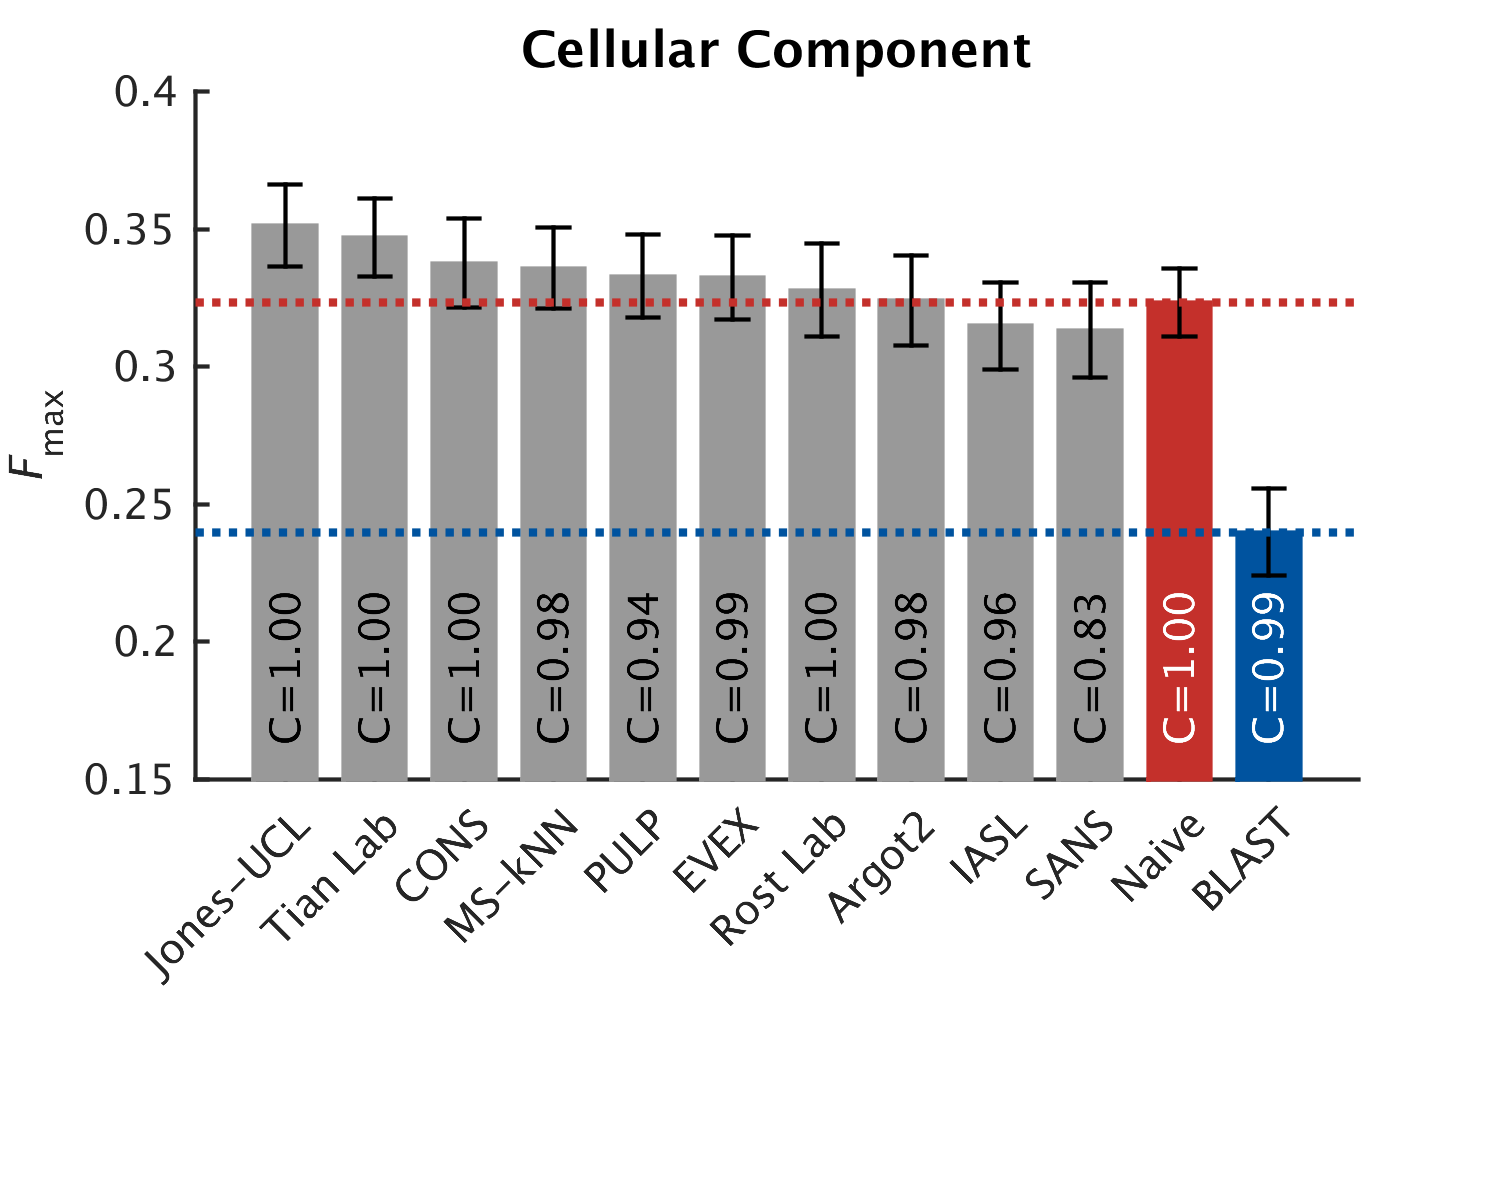 Cellular Component
0.4
0.35
0.3
0.25
0.2
0.15
Fmax
C=1.00
C=1.00
C=1.00
C=0.98
C=0.94
C=0.99
C=1.00
C=0.98
C=0.96
C=0.83
C=1.00
C=0.99
Jones-UCL
Tian Lab
CONS
MS-kNN
PULP
EVEX
Rost Lab
Argot2
IASL
SANS
Naive
BLAST